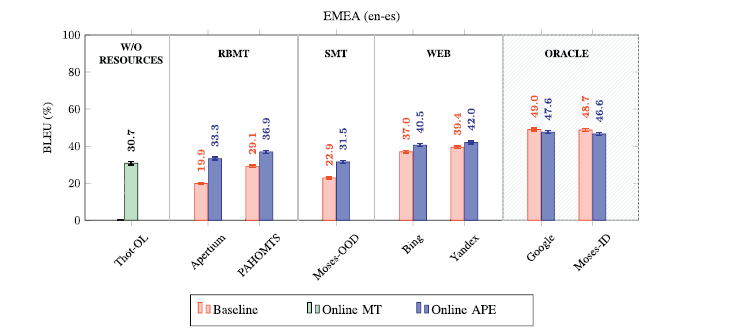 EMEA (en-es)
100
80
60
40
20
0
BLEU (%)
W/O
RESOURCES
RBMT
SMT
WEB
ORACLE
30.7
19.9
33.3
29.1
36.9
22.9
31.5
37.0
40.5
39.4
42.0
49.0
47.6
48.7
46.6
Thot-OL
Apertium
PAHOMTS
Moses-OOD
Bing
Yandex
Google
Moses-ID
Baseline
Online MT
Online APE